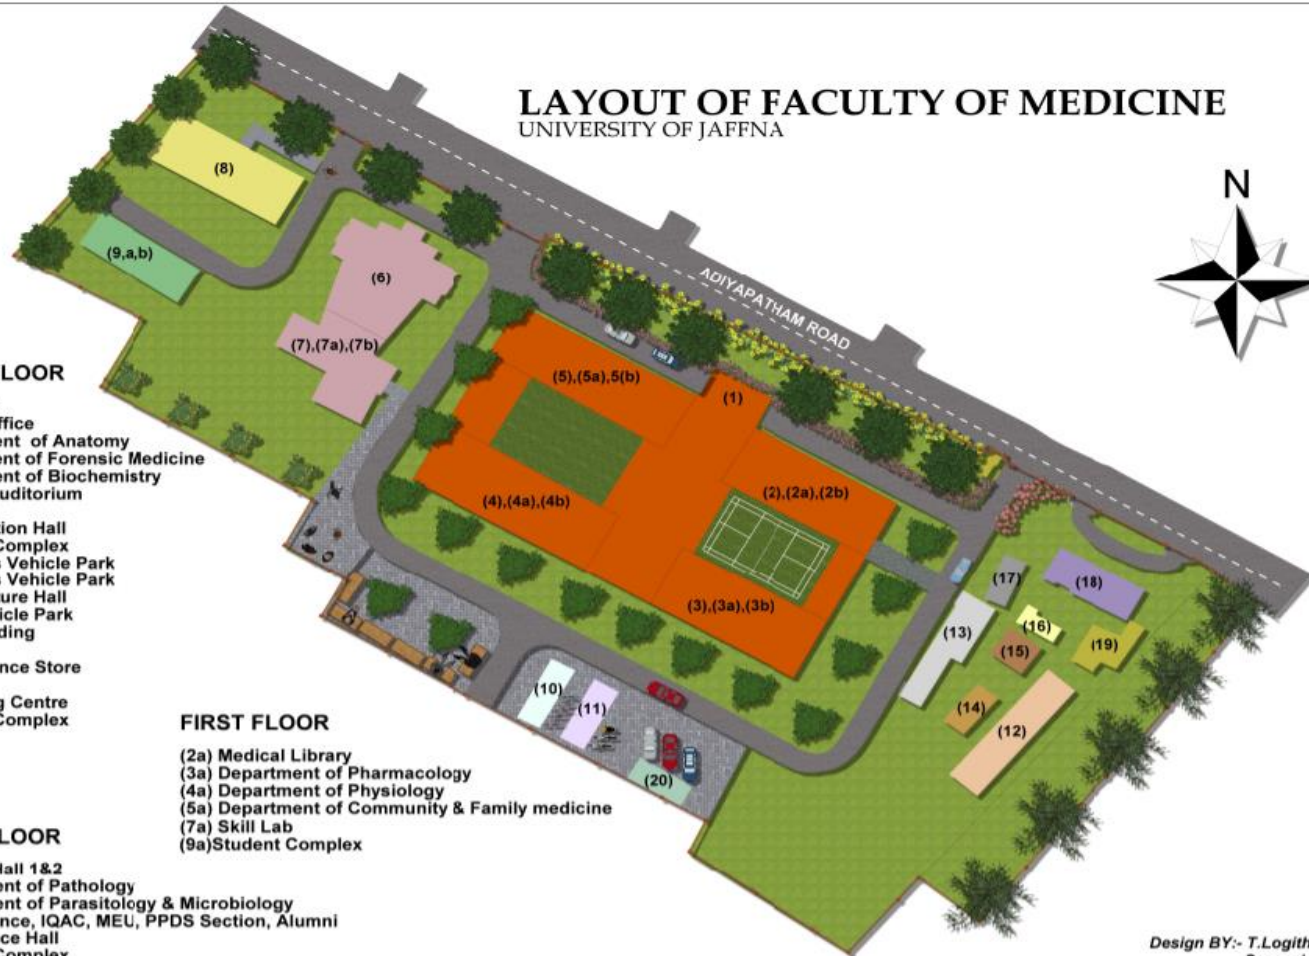 LAYOUT OF FACULTY OF MEDICINE
UNIVERSITY OF JAFFNA
N
ADIYAPATHAM ROAD
(8)
(9,a,b)
(6)
(7),(7a),(7b)
(5),(5a),5(b)
(1)
(4),(4a),(4b)
(2),(2a),(2b)
(3),(3a),(3b)
(17)
(18)
(13)
(16)
(15)
(19)
(14)
(12)
(10)
(11)
(20)
LOOR
ffice
ent of Anatomy
ent of Forensic Medicine
ent of Biochemistry
uditorium
tion Hall
Complex
s Vehicle Park
s Vehicle Park
ture Hall
icle Park
ding
nce Store
g Centre
Complex
FIRST FLOOR
(2a) Medical Library
(3a) Department of Pharmacology
(4a) Department of Physiology
(5a) Department of Community & Family medicine
(7a) Skill Lab
(9a)Student Complex
LOOR
Hall 1&2
ent of Pathology
ent of Parasitology & Microbiology
nce, IQAC, MEU, PPDS Section, Alumni
ce Hall
Complex
Design BY:- T.Logith